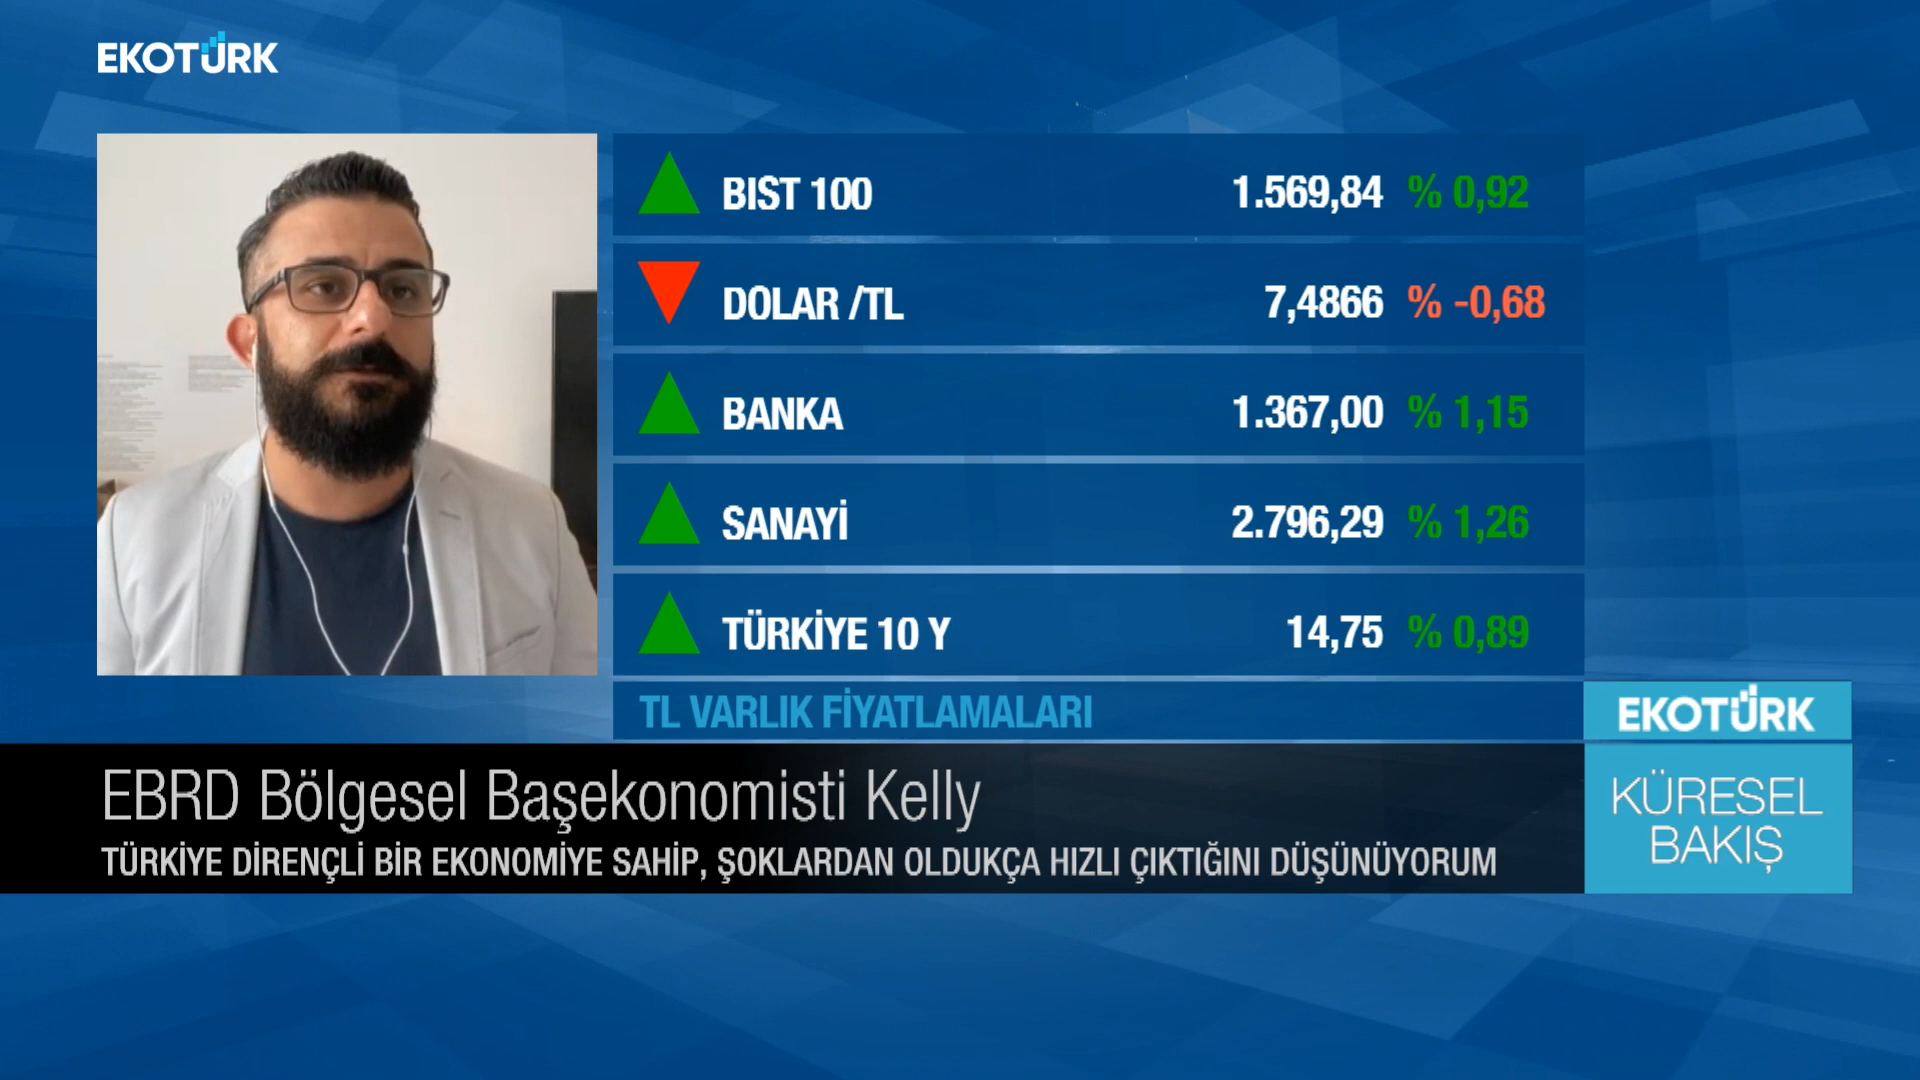 EKOTÜRK
BIST 100 1.569,84 % 0,92
DOLAR /TL 7,4866 % -0,68
BANKA 1.367,00 % 1,15
SANAYİ 2.796,29 % 1,26
TÜRKİYE 10 Y 14,75 % 0,89
TL VARLIK FİYATLAMALARI
EKOTÜRK
EBRD Bölgesel Başekonomisti Kelly
TÜRKİYE DİRENÇLİ BİR EKONOMİYE SAHİP, ŞOKLARDAN OLDUKÇA HIZLI ÇIKTIĞINI DÜŞÜNÜYORUM
KÜRESEL
BAKIŞ